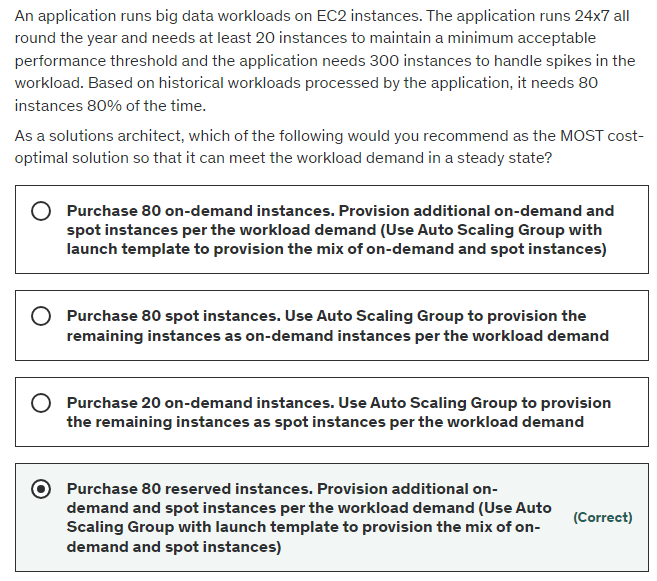 An application runs big data workloads on EC2 instances. The application runs 24x7 all
round the year and needs at least 20 instances to maintain a minimum acceptable
performance threshold and the application needs 300 instances to handle spikes in the
workload. Based on historical workloads processed by the application, it needs 80
instances 80% of the time.
As a solutions architect, which of the following would you recommend as the MOST cost-
optimal solution so that it can meet the workload demand in a steady state?
Purchase 80 on-demand instances. Provision additional on-demand and
spot instances per the workload demand (Use Auto Scaling Group with
launch template to provision the mix of on-demand and spot instances)
Purchase 80 spot instances. Use Auto Scaling Group to provision the
remaining instances as on-demand instances per the workload demand
Purchase 20 on-demand instances. Use Auto Scaling Group to provision
the remaining instances as spot instances per the workload demand
Purchase 80 reserved instances. Provision additional on-
demand and spot instances per the workload demand (Use Auto
Scaling Group with launch template to provision the mix of on-
demand and spot instances)
(Correct)